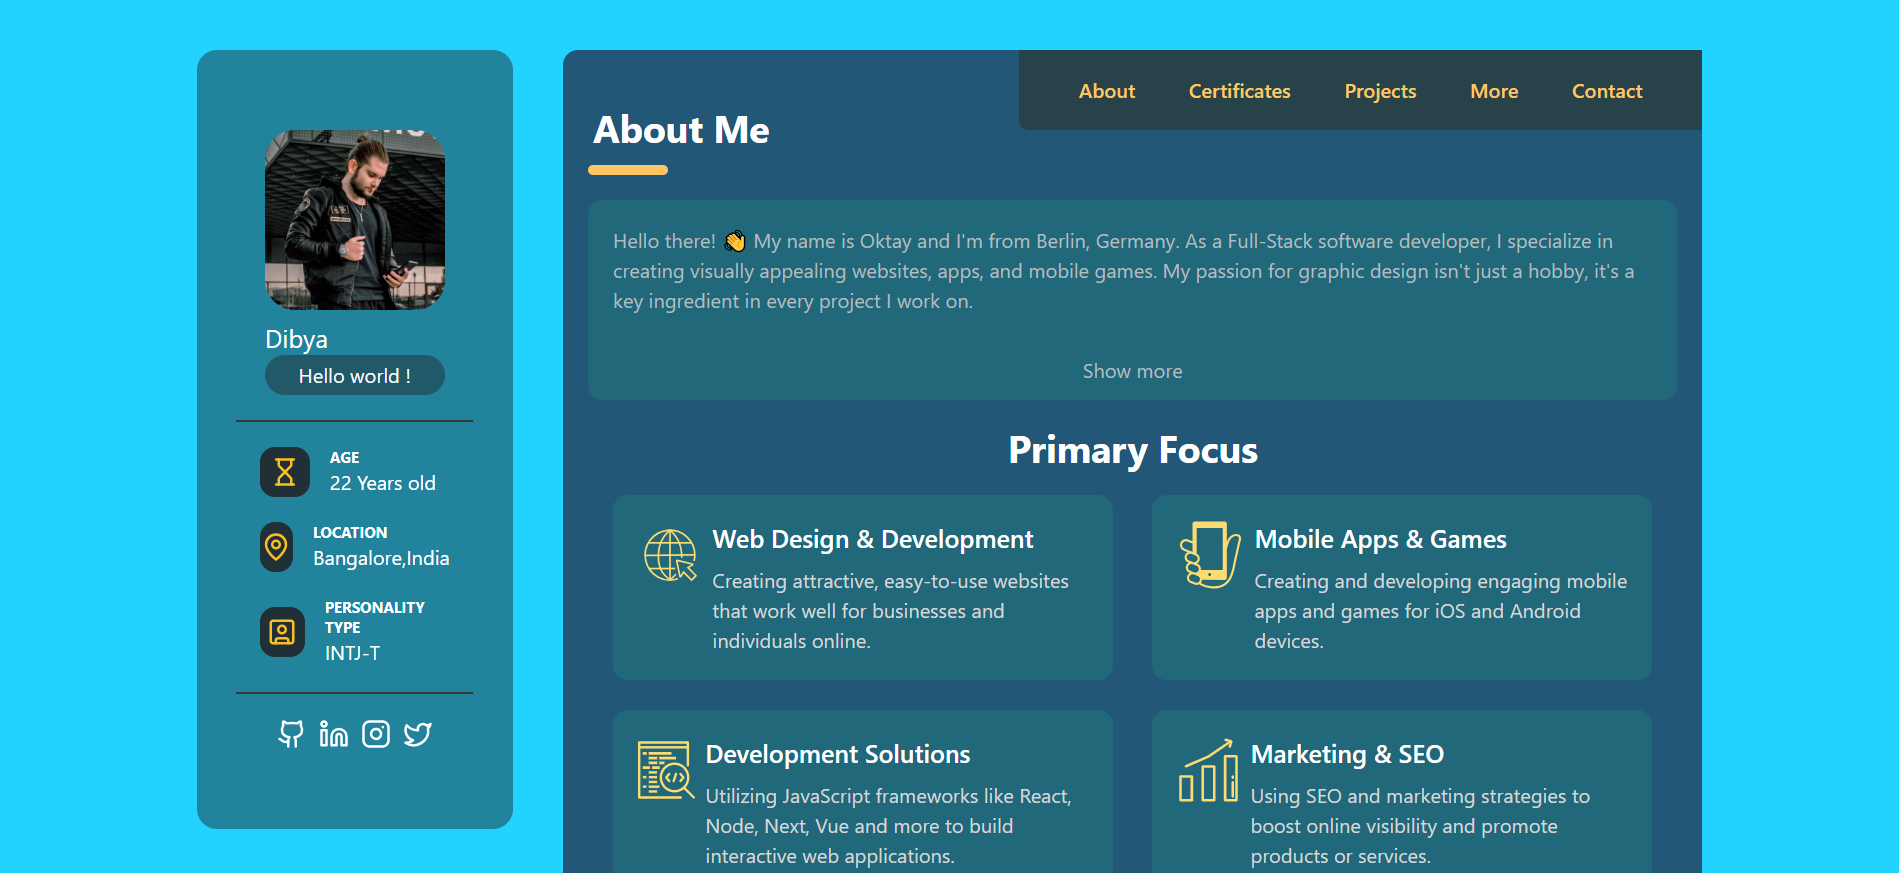 Dibya
Hello world !
AGE
22 Years old
LOCATION
Bangalore,India
PERSONALITY
TYPE
INTJ-T
About
Certificates
Projects
More
Contact
About Me
Hello there! 👋 My name is Oktay and I'm from Berlin, Germany. As a Full-Stack software developer, I specialize in
creating visually appealing websites, apps, and mobile games. My passion for graphic design isn't just a hobby, it's a
key ingredient in every project I work on.
Show more
Primary Focus
Web Design & Development
Creating attractive, easy-to-use websites
that work well for businesses and
individuals online.
Mobile Apps & Games
Creating and developing engaging mobile
apps and games for iOS and Android
devices.
Development Solutions
Utilizing JavaScript frameworks like React,
Node, Next, Vue and more to build
interactive web applications.
Marketing & SEO
Using SEO and marketing strategies to
boost online visibility and promote
products or services.